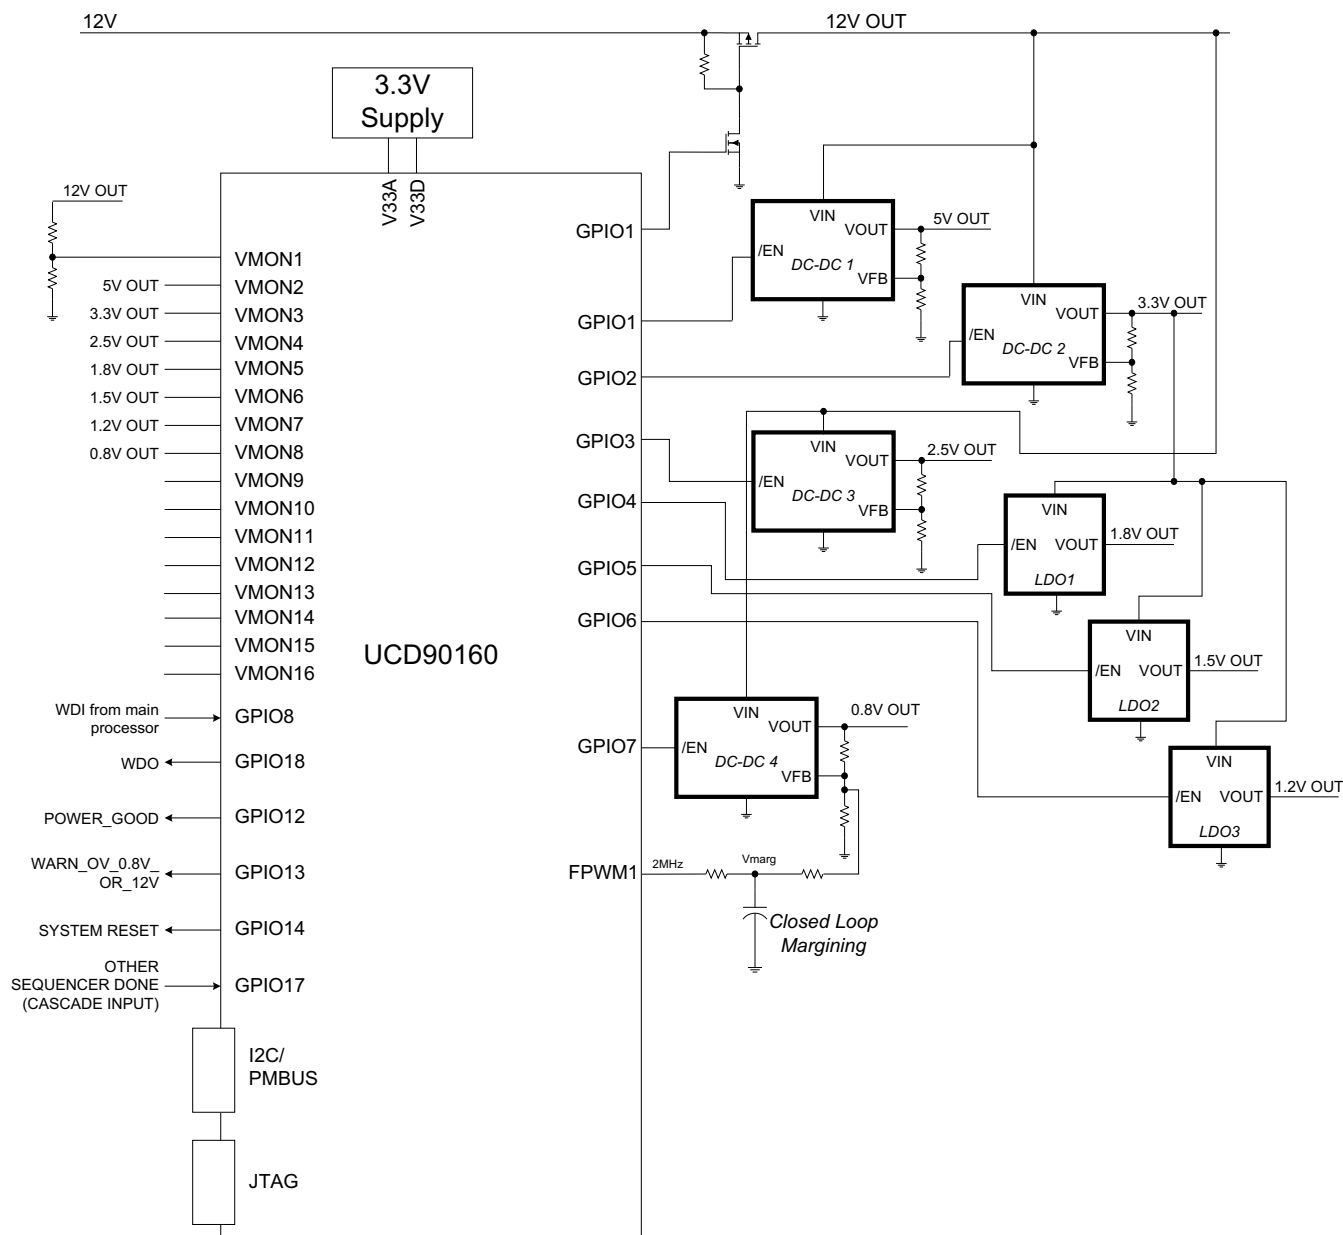 12V
12V OUT
3.3V
Supply
V33A
V33D
12V OUT
5V OUT
3.3V OUT
2.5V OUT
1.8V OUT
1.5V OUT
1.2V OUT
0.8V OUT
VMON1
VMON2
VMON3
VMON4
VMON5
VMON6
VMON7
VMON8
VMON9
VMON10
VMON11
VMON12
VMON13
VMON14
VMON15
VMON16
WDI from main
processor
GPIO8
WDO
GPIO18
POWER_GOOD
GPIO12
WARN_OV_0.8V_
OR_12V
GPIO13
SYSTEM RESET
GPIO14
OTHER
SEQUENCER DONE
(CASCADE INPUT)
GPIO17
I2C/
PMBUS
JTAG
UCD90160
GPIO1
GPIO1
GPIO2
GPIO3
GPIO4
GPIO5
GPIO6
GPIO7
FPWM1
VIN
VOUT
/EN
DC-DC 1
VFB
5V OUT
VIN
VOUT
/EN
DC-DC 2
VFB
3.3V OUT
VIN
VOUT
/EN
DC-DC 3
VFB
2.5V OUT
VIN
/EN
VOUT
LDO1
1.8V OUT
VIN
/EN
VOUT
LDO2
1.5V OUT
VIN
/EN
VOUT
LDO3
1.2V OUT
VIN
VOUT
/EN
DC-DC 4
VFB
0.8V OUT
2MHz
Vmarg
Closed Loop
Margining